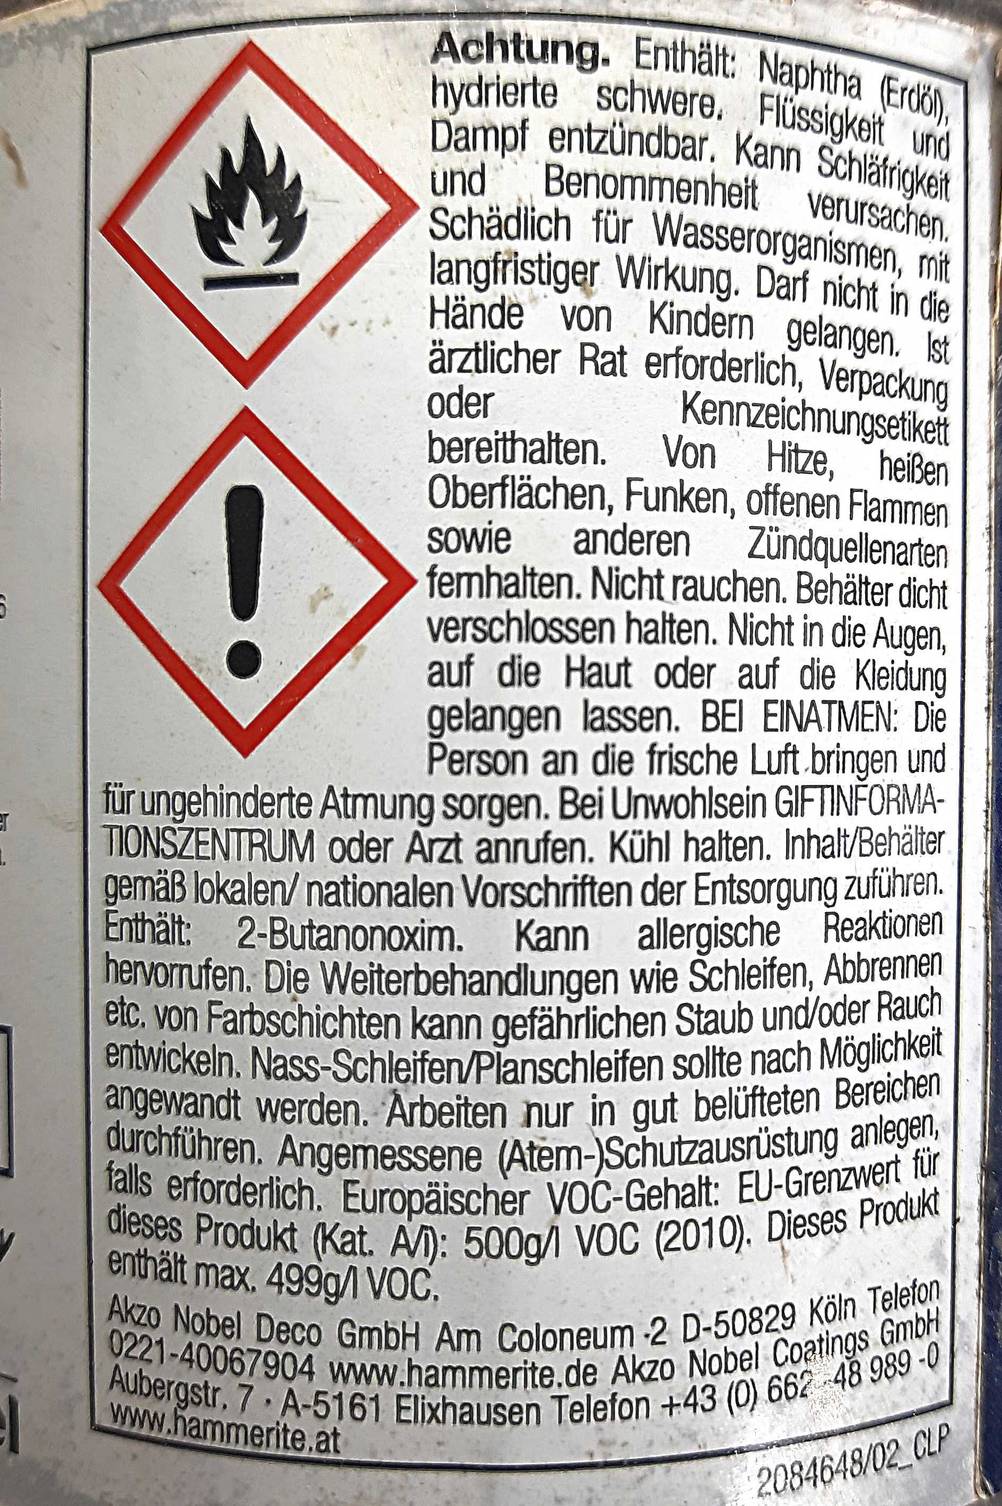 Achtung. Enthält: Naphtha (Erdöl),
hydrierte schwere. Flüssigkeit und
Dampf entzündbar. Kann Schläfrigkeit
und Benommenheit verursachen.
Schädlich für Wasserorganismen, mit
langfristiger Wirkung. Darf nicht in die
Hände von Kindern gelangen. Ist
ärztlicher Rat erforderlich, Verpackung
oder Kennzeichnungsetikett
bereithalten. Von Hitze, heißen
Oberflächen, Funken, offenen Flammen
sowie anderen Zündquellenarten
fernhalten. Nicht rauchen. Behälter dicht
verschlossen halten. Nicht in die Augen,
auf die Haut oder auf die Kleidung
gelangen lassen. BEI EINATMEN: Die
Person an die frische Luft bringen und
für ungehinderte Atmung sorgen. Bei Unwohlsein GIFTINFORMA-
TIONSZENTRUM oder Arzt anrufen. Kühl halten. Inhalt/Behälter
gemäß lokalen/ nationalen Vorschriften der Entsorgung zuführen.
Enthält: 2-Butanonoxim. Kann allergische Reaktionen
hervorrufen. Die Weiterbehandlungen wie Schleifen, Abbrennen
etc. von Farbschichten kann gefährlichen Staub und/oder Rauch
entwickeln. Nass-Schleifen/Planschleifen sollte nach Möglichkeit
angewandt werden. Arbeiten nur in gut belüfteten Bereichen
durchführen. Angemessene (Atem-)Schutzausrüstung anlegen,
falls erforderlich. Europäischer VOC-Gehalt: EU-Grenzwert für
dieses Produkt (Kat. A/i): 500g/l VOC (2010). Dieses Produkt
enthält max. 499g/l VOC.
Akzo Nobel Deco GmbH Am Coloneum 2 D-50829 Köln Telefon
0221-40067904 www.hammerite.de Akzo Nobel Coatings GmbH
Aubergstr. 7 · A-5161 Elixhausen Telefon +43 (0) 662 -48 989 -0
www.hammerite.at
2084648/02_CLP